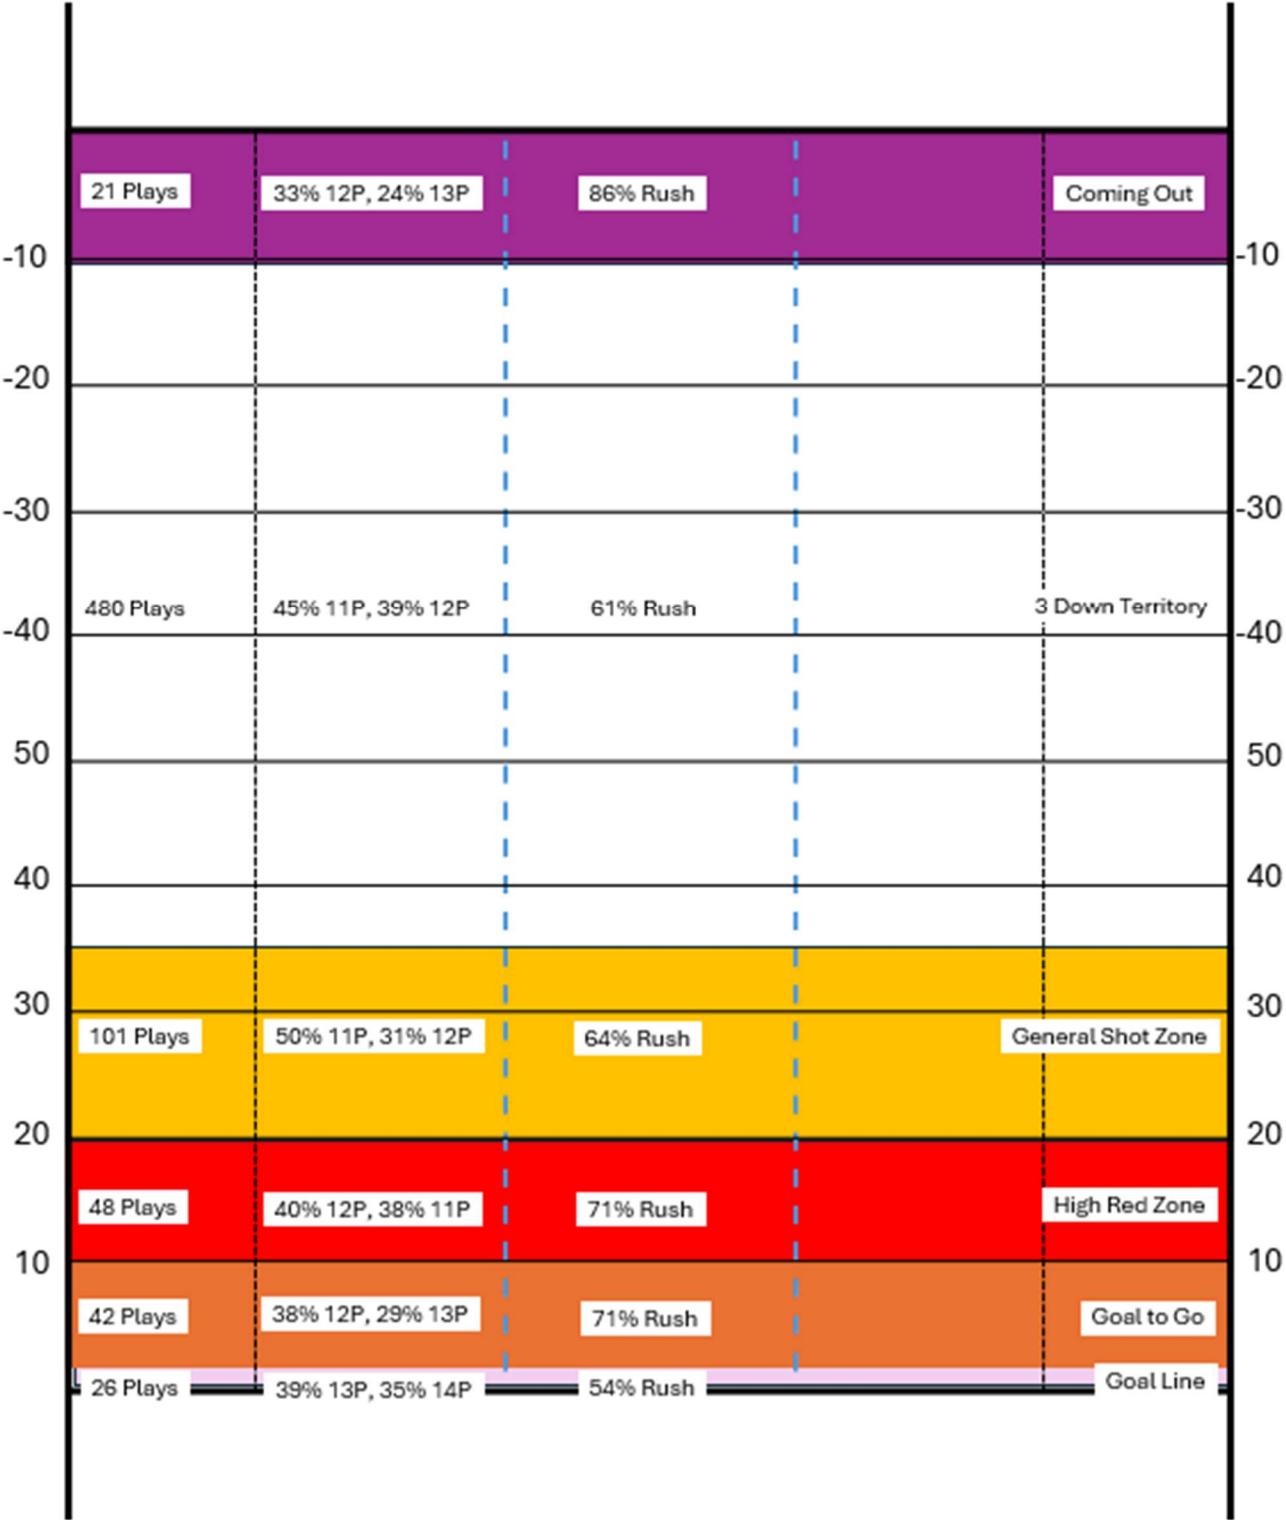 21 Plays 33% 12P, 24% 13P 86% Rush Coming Out
-10 -10
-20 -20
-30 -30
480 Plays 45% 11P, 39% 12P 61% Rush 3 Down Territory
-40 -40
50 50
40 40
30 30
101 Plays 50% 11P, 31% 12P 64% Rush General Shot Zone
20 20
48 Plays 40% 12P, 38% 11P 71% Rush High Red Zone
10 10
42 Plays 38% 12P, 29% 13P 71% Rush Goal to Go
26 Plays 39% 13P, 35% 14P 54% Rush Goal Line